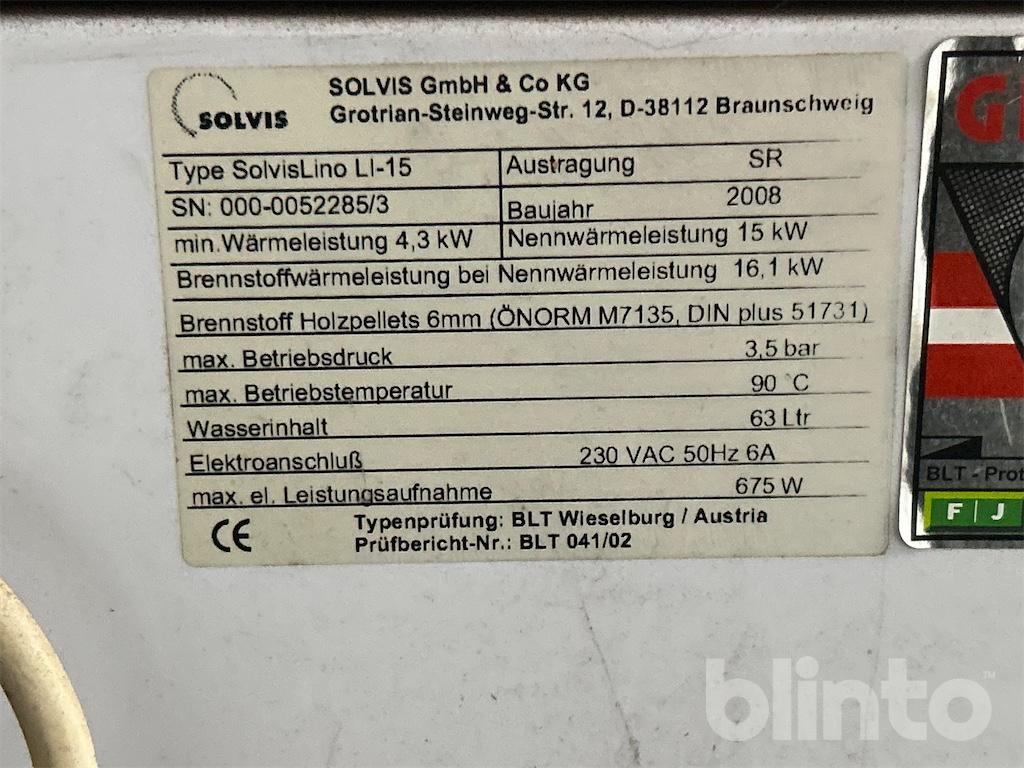 SOLVIS
SOLVIS GmbH & Co KG
Grotrian-Steinweg-Str. 12, D-38112 Braunschweig
Type SolvisLino LI-15 Austragung SR
SN: 000-0052285/3 Baujahr 2008
min.Wärmeleistung 4,3 kW Nennwärmeleistung 15 kW
Brennstoffwärmeleistung bei Nennwärmeleistung 16,1 kW
Brennstoff Holzpellets 6mm (ÖNORM M7135, DIN plus 51731)
max. Betriebsdruck 3,5 bar
max. Betriebstemperatur 90 °C
Wasserinhalt 63 Ltr
Elektroanschluß 230 VAC 50Hz 6A
max. el. Leistungsaufnahme 675 W
CE
Typenprüfung: BLT Wieselburg / Austria
Prüfbericht-Nr.: BLT 041/02
BLT - Prot
F | J
blinto™